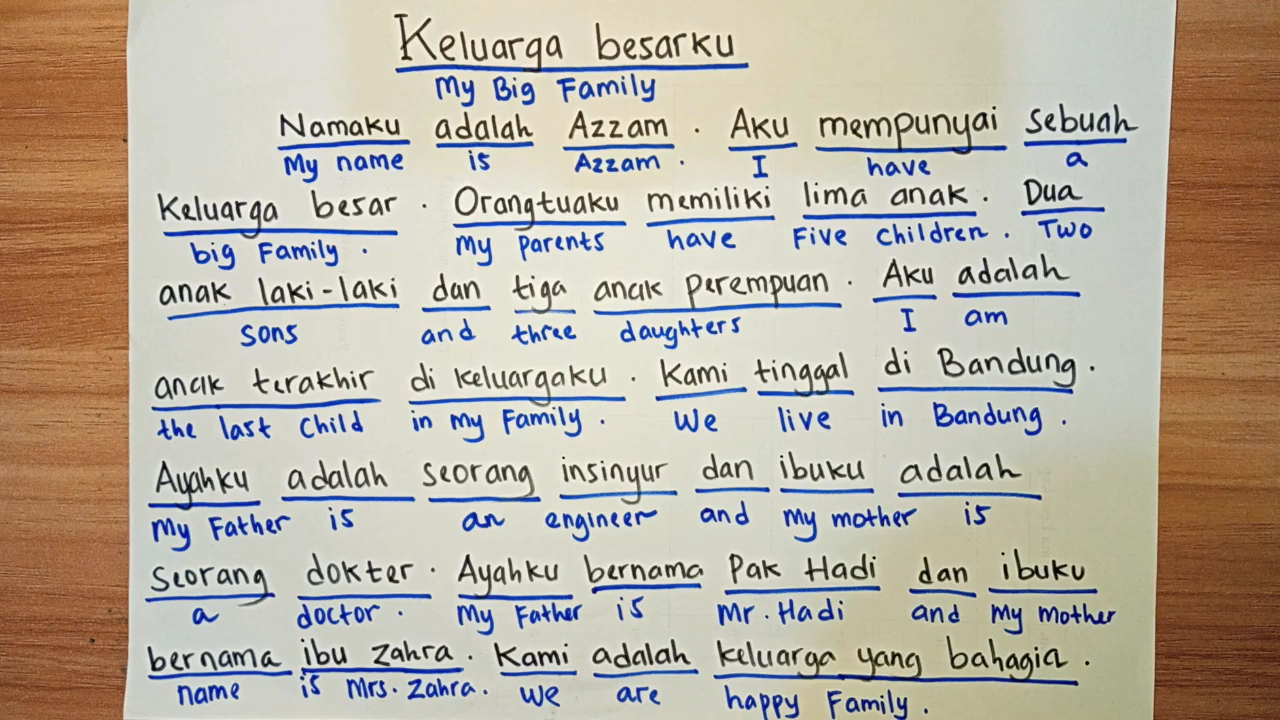 Keluarga besarku
My Big Family
Namaku adalah Azzam. Aku mempunyai sebuah
My name is Azzam. I have a
Keluarga besar. Orangtuaku memiliki lima anak. Dua
big Family. My parents have Five Children. Two
anak laki-laki dan tiga anak perempuan. Aku adalah
sons and three daughters I am
anak terakhir di keluargaku. Kami tinggal di Bandung.
the last Child in my Family. We live in Bandung.
Ayahku adalah seorang insinyur dan ibuku adalah
My Father is an engineer and my mother is
seorang dokter. Ayahku bernama Pak Hadi dan ibuku
a doctor. My Father is Mr. Hadi and my mother
bernama ibu Zahra. Kami adalah keluarga yang bahagia.
name is Mrs. Zahra. We are happy Family.